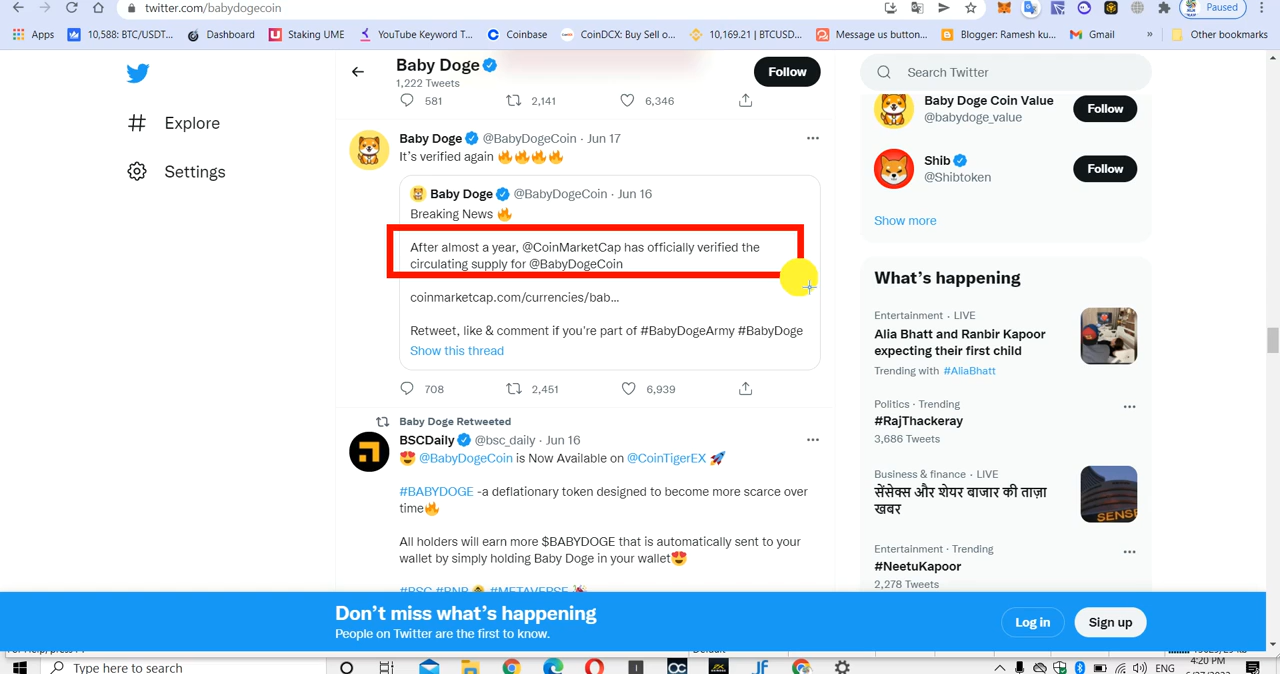 twitter.com/babydogecoin
Paused
Apps
10,588: BTC/USDT...
Dashboard
Staking UME
YouTube Keyword T...
Coinbase
CoinDCX: Buy Sell o...
10,169.21 | BTCUSD...
Message us button...
Blogger: Ramesh ku...
Gmail
»
Other bookmarks
Baby Doge
1,222 Tweets
Follow
581
2,141
6,346
Explore
Settings
Baby Doge @BabyDogeCoin · Jun 17
It's verified again 🔥🔥🔥🔥
Baby Doge @BabyDogeCoin · Jun 16
Breaking News 🔥
After almost a year, @CoinMarketCap has officially verified the
circulating supply for @BabyDogeCoin
coinmarketcap.com/currencies/bab...
Retweet, like & comment if you're part of #BabyDogeArmy #BabyDoge
Show this thread
708
2,451
6,939
Baby Doge Retweeted
BSCDaily @bsc_daily · Jun 16
😍 @BabyDogeCoin is Now Available on @CoinTigerEX 🚀
#BABYDOGE -a deflationary token designed to become more scarce over
time🔥
All holders will earn more $BABYDOGE that is automatically sent to your
wallet by simply holding Baby Doge in your wallet😍
#BSC #BNB #METAVERSE
Search Twitter
Baby Doge Coin Value
@babydoge_value
Follow
Shib
@Shibtoken
Follow
Show more
What's happening
Entertainment · LIVE
Alia Bhatt and Ranbir Kapoor
expecting their first child
Trending with #AliaBhatt
Politics · Trending
#RajThackeray
3,686 Tweets
Business & finance · LIVE
सेंसेक्स और शेयर बाजार की ताज़ा
खबर
SENSE
Entertainment · Trending
#NeetuKapoor
2,278 Tweets
Don't miss what's happening
People on Twitter are the first to know.
Log in
Sign up
Type here to search
ENG
4:20 PM